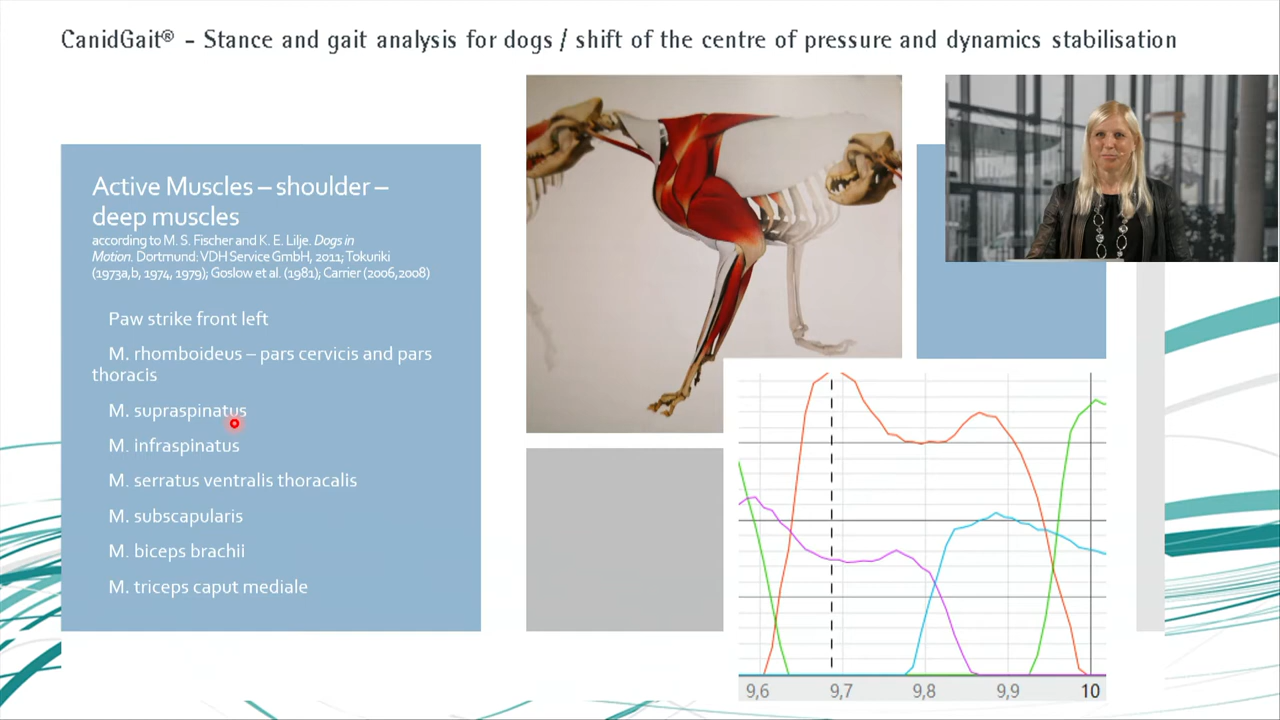 CanidGait® - Stance and gait analysis for dogs / shift of the centre of pressure and dynamics stabilisation
Active Muscles – shoulder –
deep muscles
according to M. S. Fischer and K. E. Lilje. Dogs in
Motion. Dortmund: VDH Service GmbH, 2011; Tokuriki
(1973a,b, 1974, 1979); Goslow et al. (1981); Carrier (2006,2008)
Paw strike front left
M. rhomboideus – pars cervicis and pars
thoracis
M. supraspinatus
M. infraspinatus
M. serratus ventralis thoracalis
M. subscapularis
M. biceps brachii
M. triceps caput mediale
9,6 9,7 9,8 9,9 10